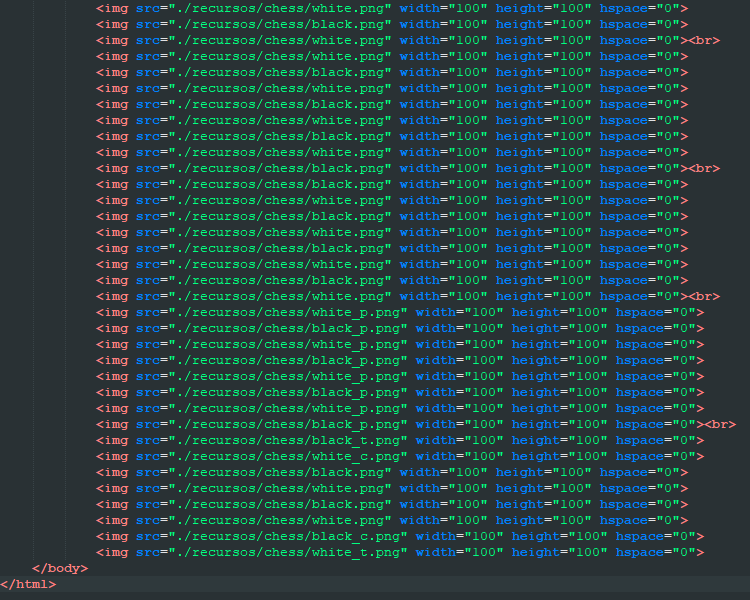 <img src="./recursos/chess/white.png" width="100" height="100" hspace="0">
<img src="./recursos/chess/black.png" width="100" height="100" hspace="0">
<img src="./recursos/chess/white.png" width="100" height="100" hspace="0"><br>
<img src="./recursos/chess/white.png" width="100" height="100" hspace="0">
<img src="./recursos/chess/black.png" width="100" height="100" hspace="0">
<img src="./recursos/chess/white.png" width="100" height="100" hspace="0">
<img src="./recursos/chess/white.png" width="100" height="100" hspace="0">
<img src="./recursos/chess/black.png" width="100" height="100" hspace="0">
<img src="./recursos/chess/white.png" width="100" height="100" hspace="0">
<img src="./recursos/chess/black.png" width="100" height="100" hspace="0"><br>
<img src="./recursos/chess/black.png" width="100" height="100" hspace="0">
<img src="./recursos/chess/white.png" width="100" height="100" hspace="0">
<img src="./recursos/chess/white.png" width="100" height="100" hspace="0">
<img src="./recursos/chess/black.png" width="100" height="100" hspace="0">
<img src="./recursos/chess/black.png" width="100" height="100" hspace="0">
<img src="./recursos/chess/white.png" width="100" height="100" hspace="0">
<img src="./recursos/chess/black.png" width="100" height="100" hspace="0">
<img src="./recursos/chess/white.png" width="100" height="100" hspace="0"><br>
<img src="./recursos/chess/white_p.png" width="100" height="100" hspace="0">
<img src="./recursos/chess/black_p.png" width="100" height="100" hspace="0">
<img src="./recursos/chess/white_p.png" width="100" height="100" hspace="0">
<img src="./recursos/chess/black_p.png" width="100" height="100" hspace="0">
<img src="./recursos/chess/white_p.png" width="100" height="100" hspace="0">
<img src="./recursos/chess/black_p.png" width="100" height="100" hspace="0">
<img src="./recursos/chess/white_p.png" width="100" height="100" hspace="0">
<img src="./recursos/chess/black_p.png" width="100" height="100" hspace="0"><br>
<img src="./recursos/chess/black_t.png" width="100" height="100" hspace="0">
<img src="./recursos/chess/white_c.png" width="100" height="100" hspace="0">
<img src="./recursos/chess/black.png" width="100" height="100" hspace="0">
<img src="./recursos/chess/white.png" width="100" height="100" hspace="0">
<img src="./recursos/chess/black.png" width="100" height="100" hspace="0">
<img src="./recursos/chess/white.png" width="100" height="100" hspace="0">
<img src="./recursos/chess/black_c.png" width="100" height="100" hspace="0">
<img src="./recursos/chess/white_t.png" width="100" height="100" hspace="0">
</body>
</html>